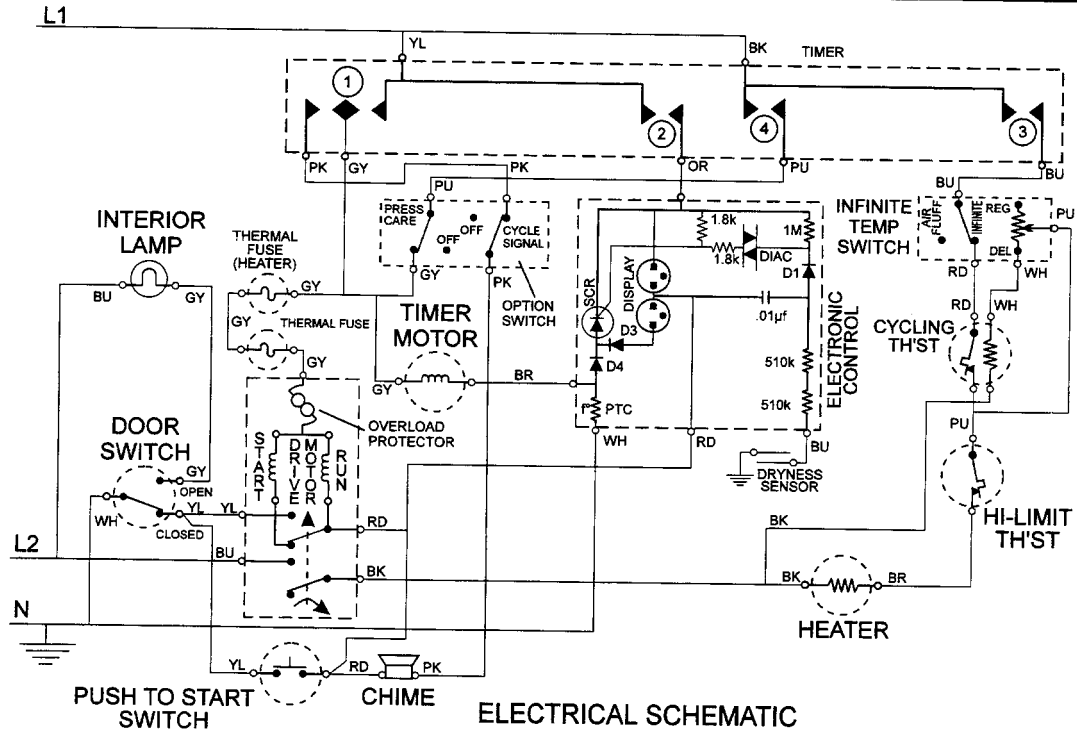 L1
YL
BK
TIMER
1
2
4
3
PK
GY
OR
PU
BU
PU
PK
BU
PRESS
CARE
OFF
OFF
CYCLE
SIGNAL
GY
PK
OPTION
SWITCH
1.8k
1.8k
1M
DIAC
D1
SCR
DISPLAY
.01µf
D3
D4
510k
510k
PTC
ELECTRONIC
CONTROL
INFINITE
TEMP
SWITCH
AIR
FLUFF
INFINITE
REG
DEL
PU
RD
WH
INTERIOR
LAMP
BU
GY
THERMAL
FUSE
(HEATER)
GY
GY
THERMAL FUSE
GY
TIMER
MOTOR
GY
BR
WH
RD
BU
RD
WH
CYCLING
TH'ST
PU
OVERLOAD
PROTECTOR
START
DRIVE
MOTOR
RUN
DOOR
SWITCH
GY
OPEN
YL
YL
WH
CLOSED
RD
DRYNESS
SENSOR
BK
HI-LIMIT
TH'ST
L2
BU
BK
BK
BR
HEATER
N
YL
RD
PK
PUSH TO START
SWITCH
CHIME
ELECTRICAL SCHEMATIC